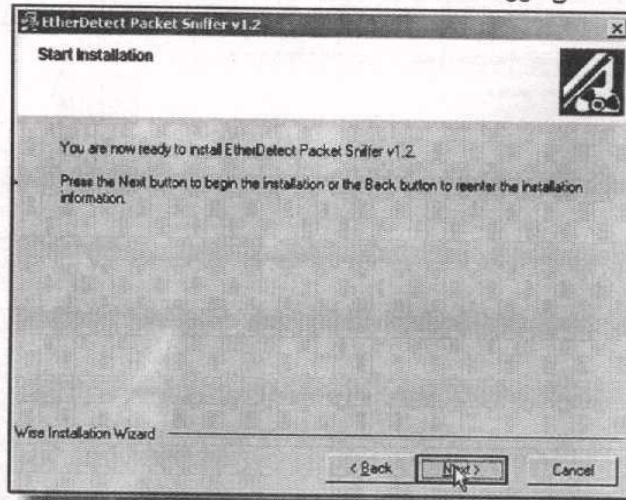 EtherDetect Packet Sniffer v1.2
Start Installation
You are now ready to install EtherDetect Packet Sniffer v1.2.
Press the Next button to begin the installation or the Back button to reenter the installation
information.
Wise Installation Wizard
< Back
Next >
Cancel